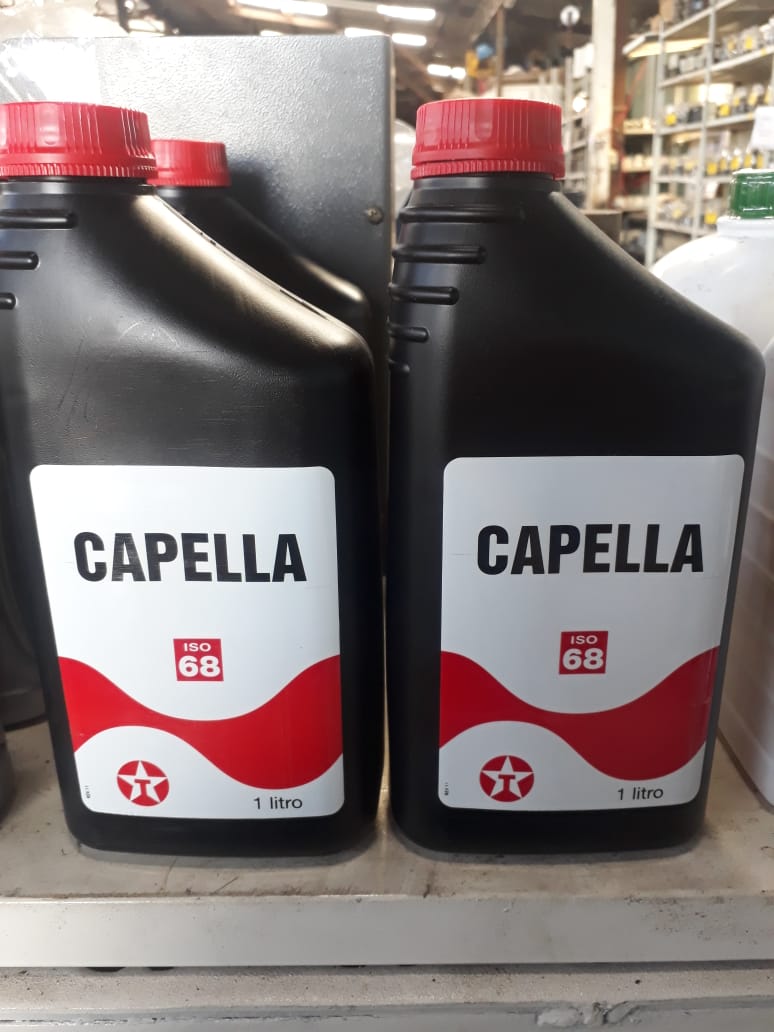 CAPELLA
ISO
68
T
1 litro
CAPELLA
ISO
68
T
1 litro